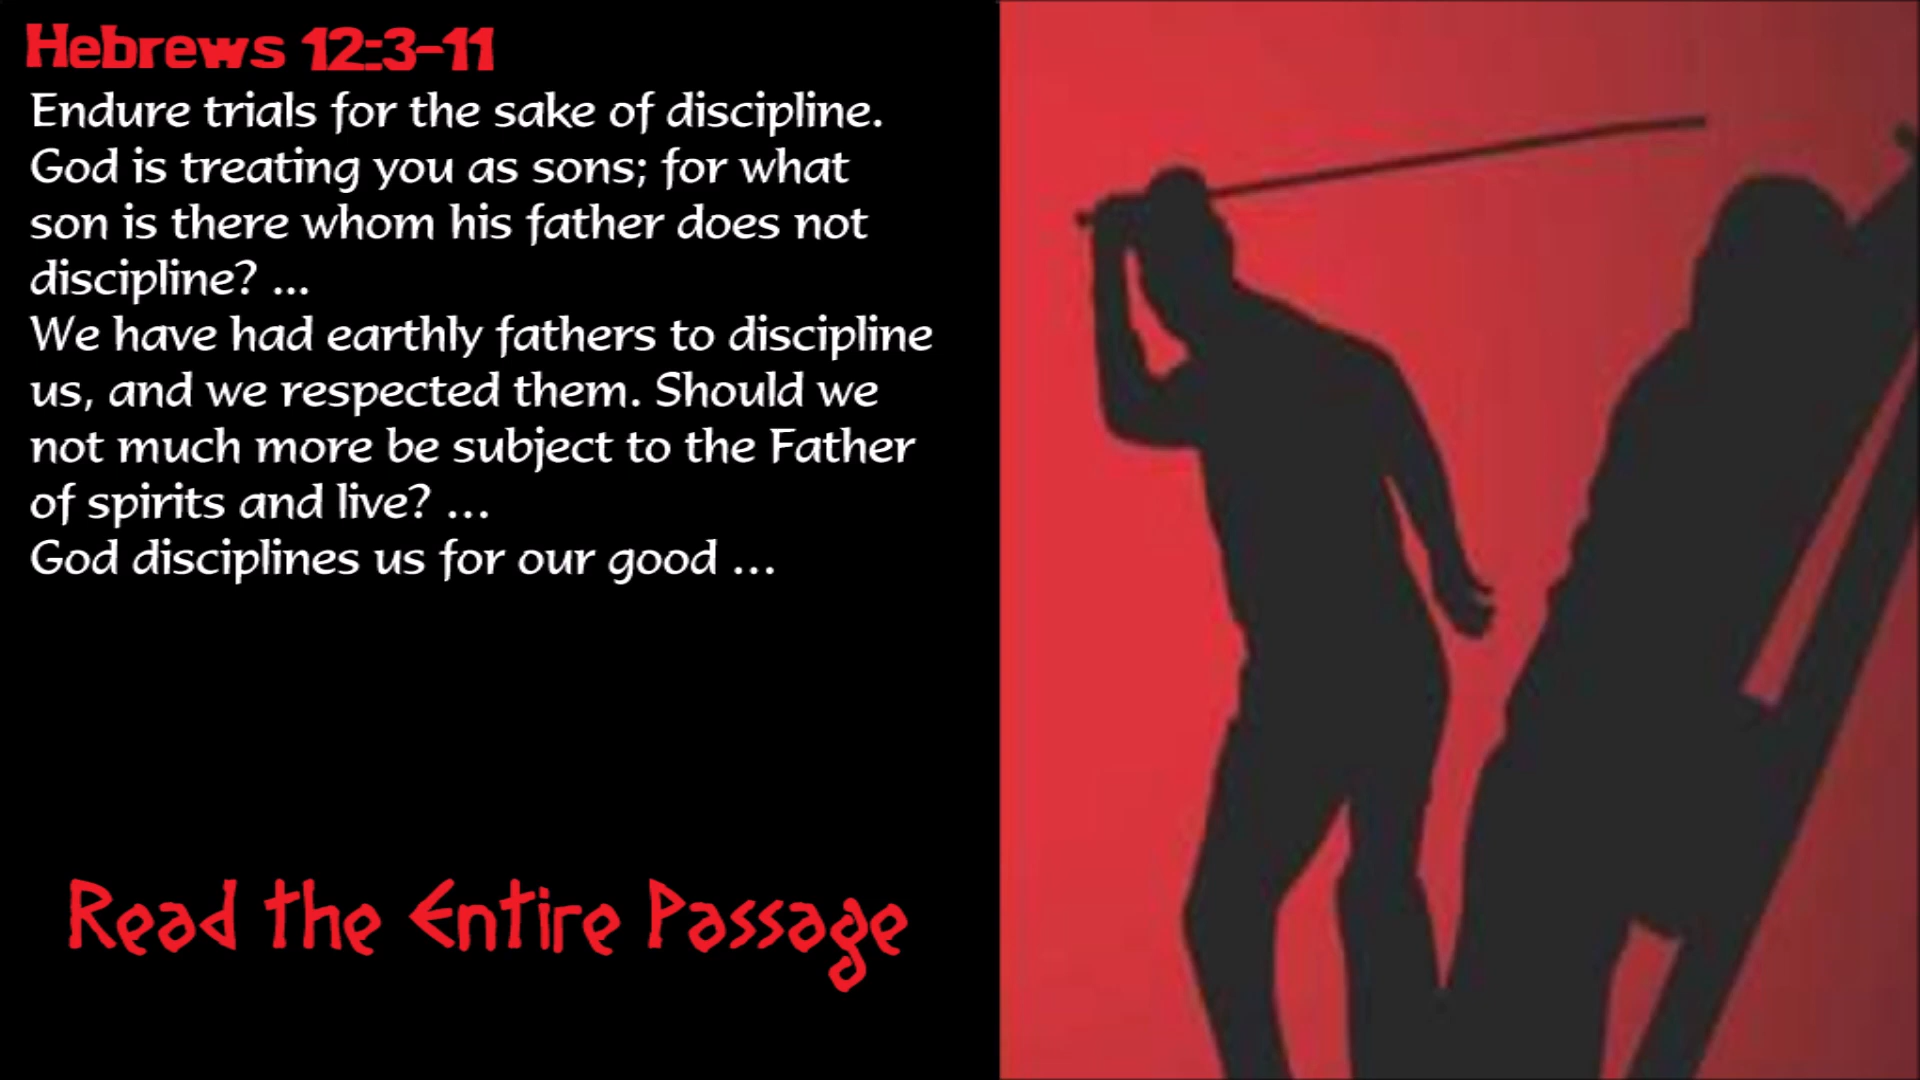 Hebrews 12:3-11
Endure trials for the sake of discipline.
God is treating you as sons; for what
son is there whom his father does not
discipline? ...
We have had earthly fathers to discipline
us, and we respected them. Should we
not much more be subject to the Father
of spirits and live? ...
God disciplines us for our good ...
Read the Entire Passage